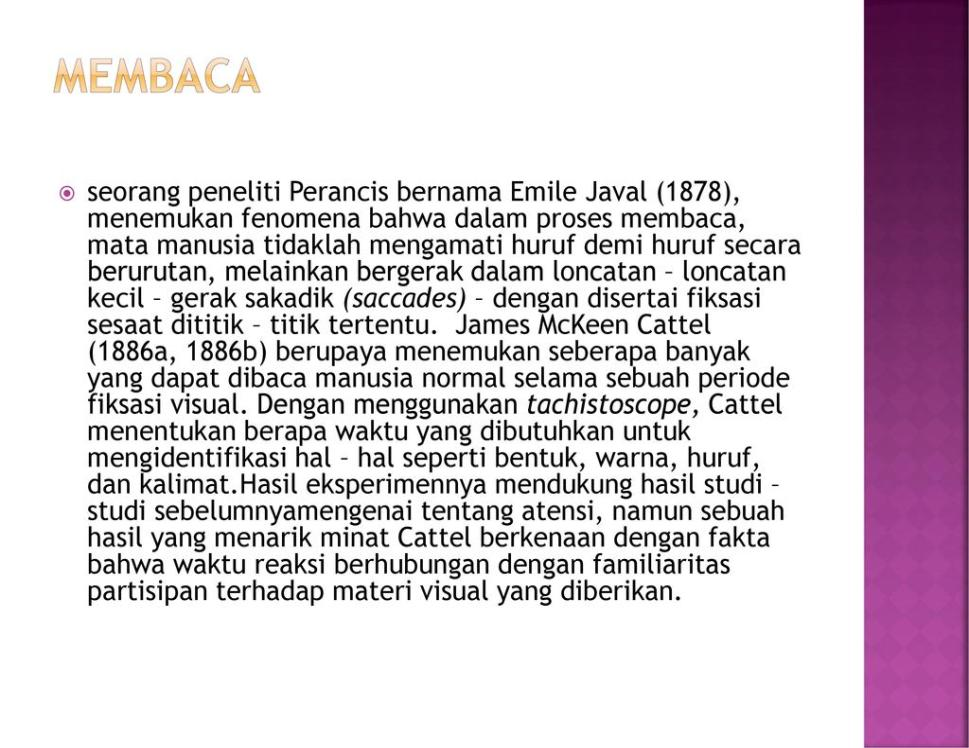 MEMBACA
seorang peneliti Perancis bernama Emile Javal (1878),
menemukan fenomena bahwa dalam proses membaca,
mata manusia tidaklah mengamati huruf demi huruf secara
berurutan, melainkan bergerak dalam loncatan – loncatan
kecil – gerak sakadik (saccades) – dengan disertai fiksasi
sesaat dititik – titik tertentu.  James McKeen Cattel
(1886a, 1886b) berupaya menemukan seberapa banyak
yang dapat dibaca manusia normal selama sebuah periode
fiksasi visual. Dengan menggunakan tachistoscope, Cattel
menentukan berapa waktu yang dibutuhkan untuk
mengidentifikasi hal – hal seperti bentuk, warna, huruf,
dan kalimat.Hasil eksperimennya mendukung hasil studi –
studi sebelumnyamengenai tentang atensi, namun sebuah
hasil yang menarik minat Cattel berkenaan dengan fakta
bahwa waktu reaksi berhubungan dengan familiaritas
partisipan terhadap materi visual yang diberikan.